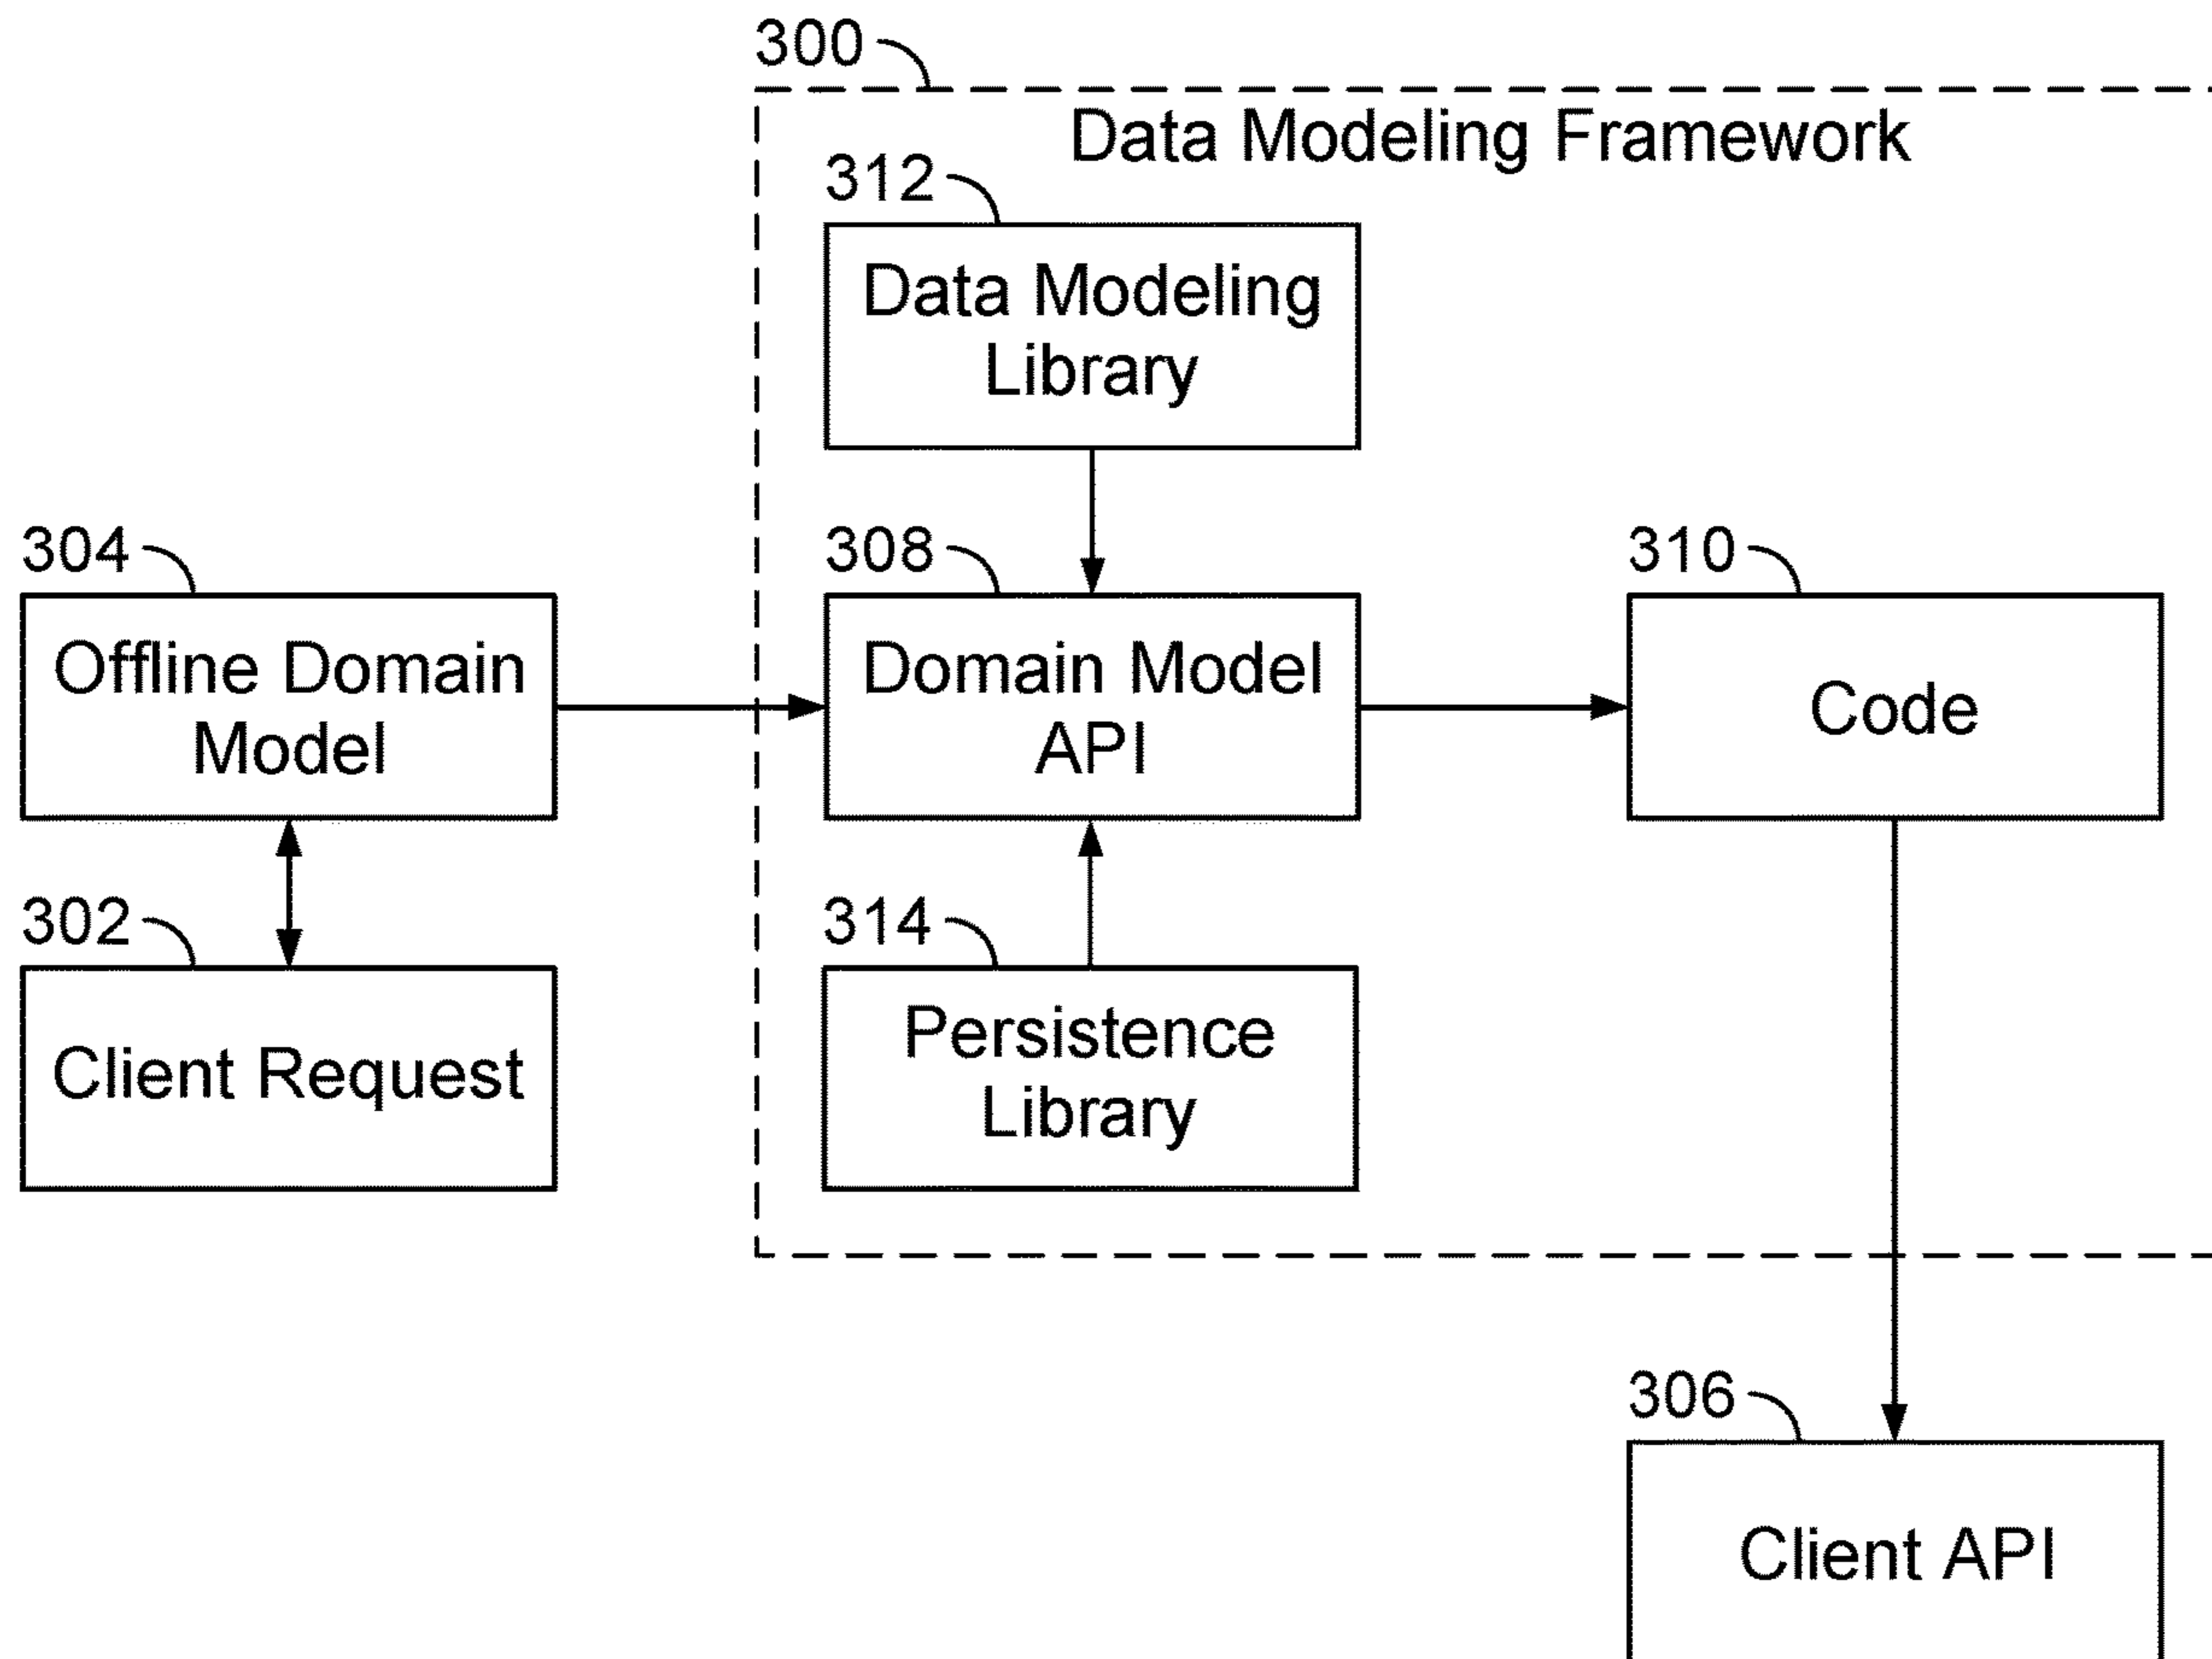 300
Data Modeling Framework
312
Data Modeling
Library
304
308
310
Offline Domain
Model
Domain Model
API
Code
302
314
Client Request
Persistence
Library
306
Client API